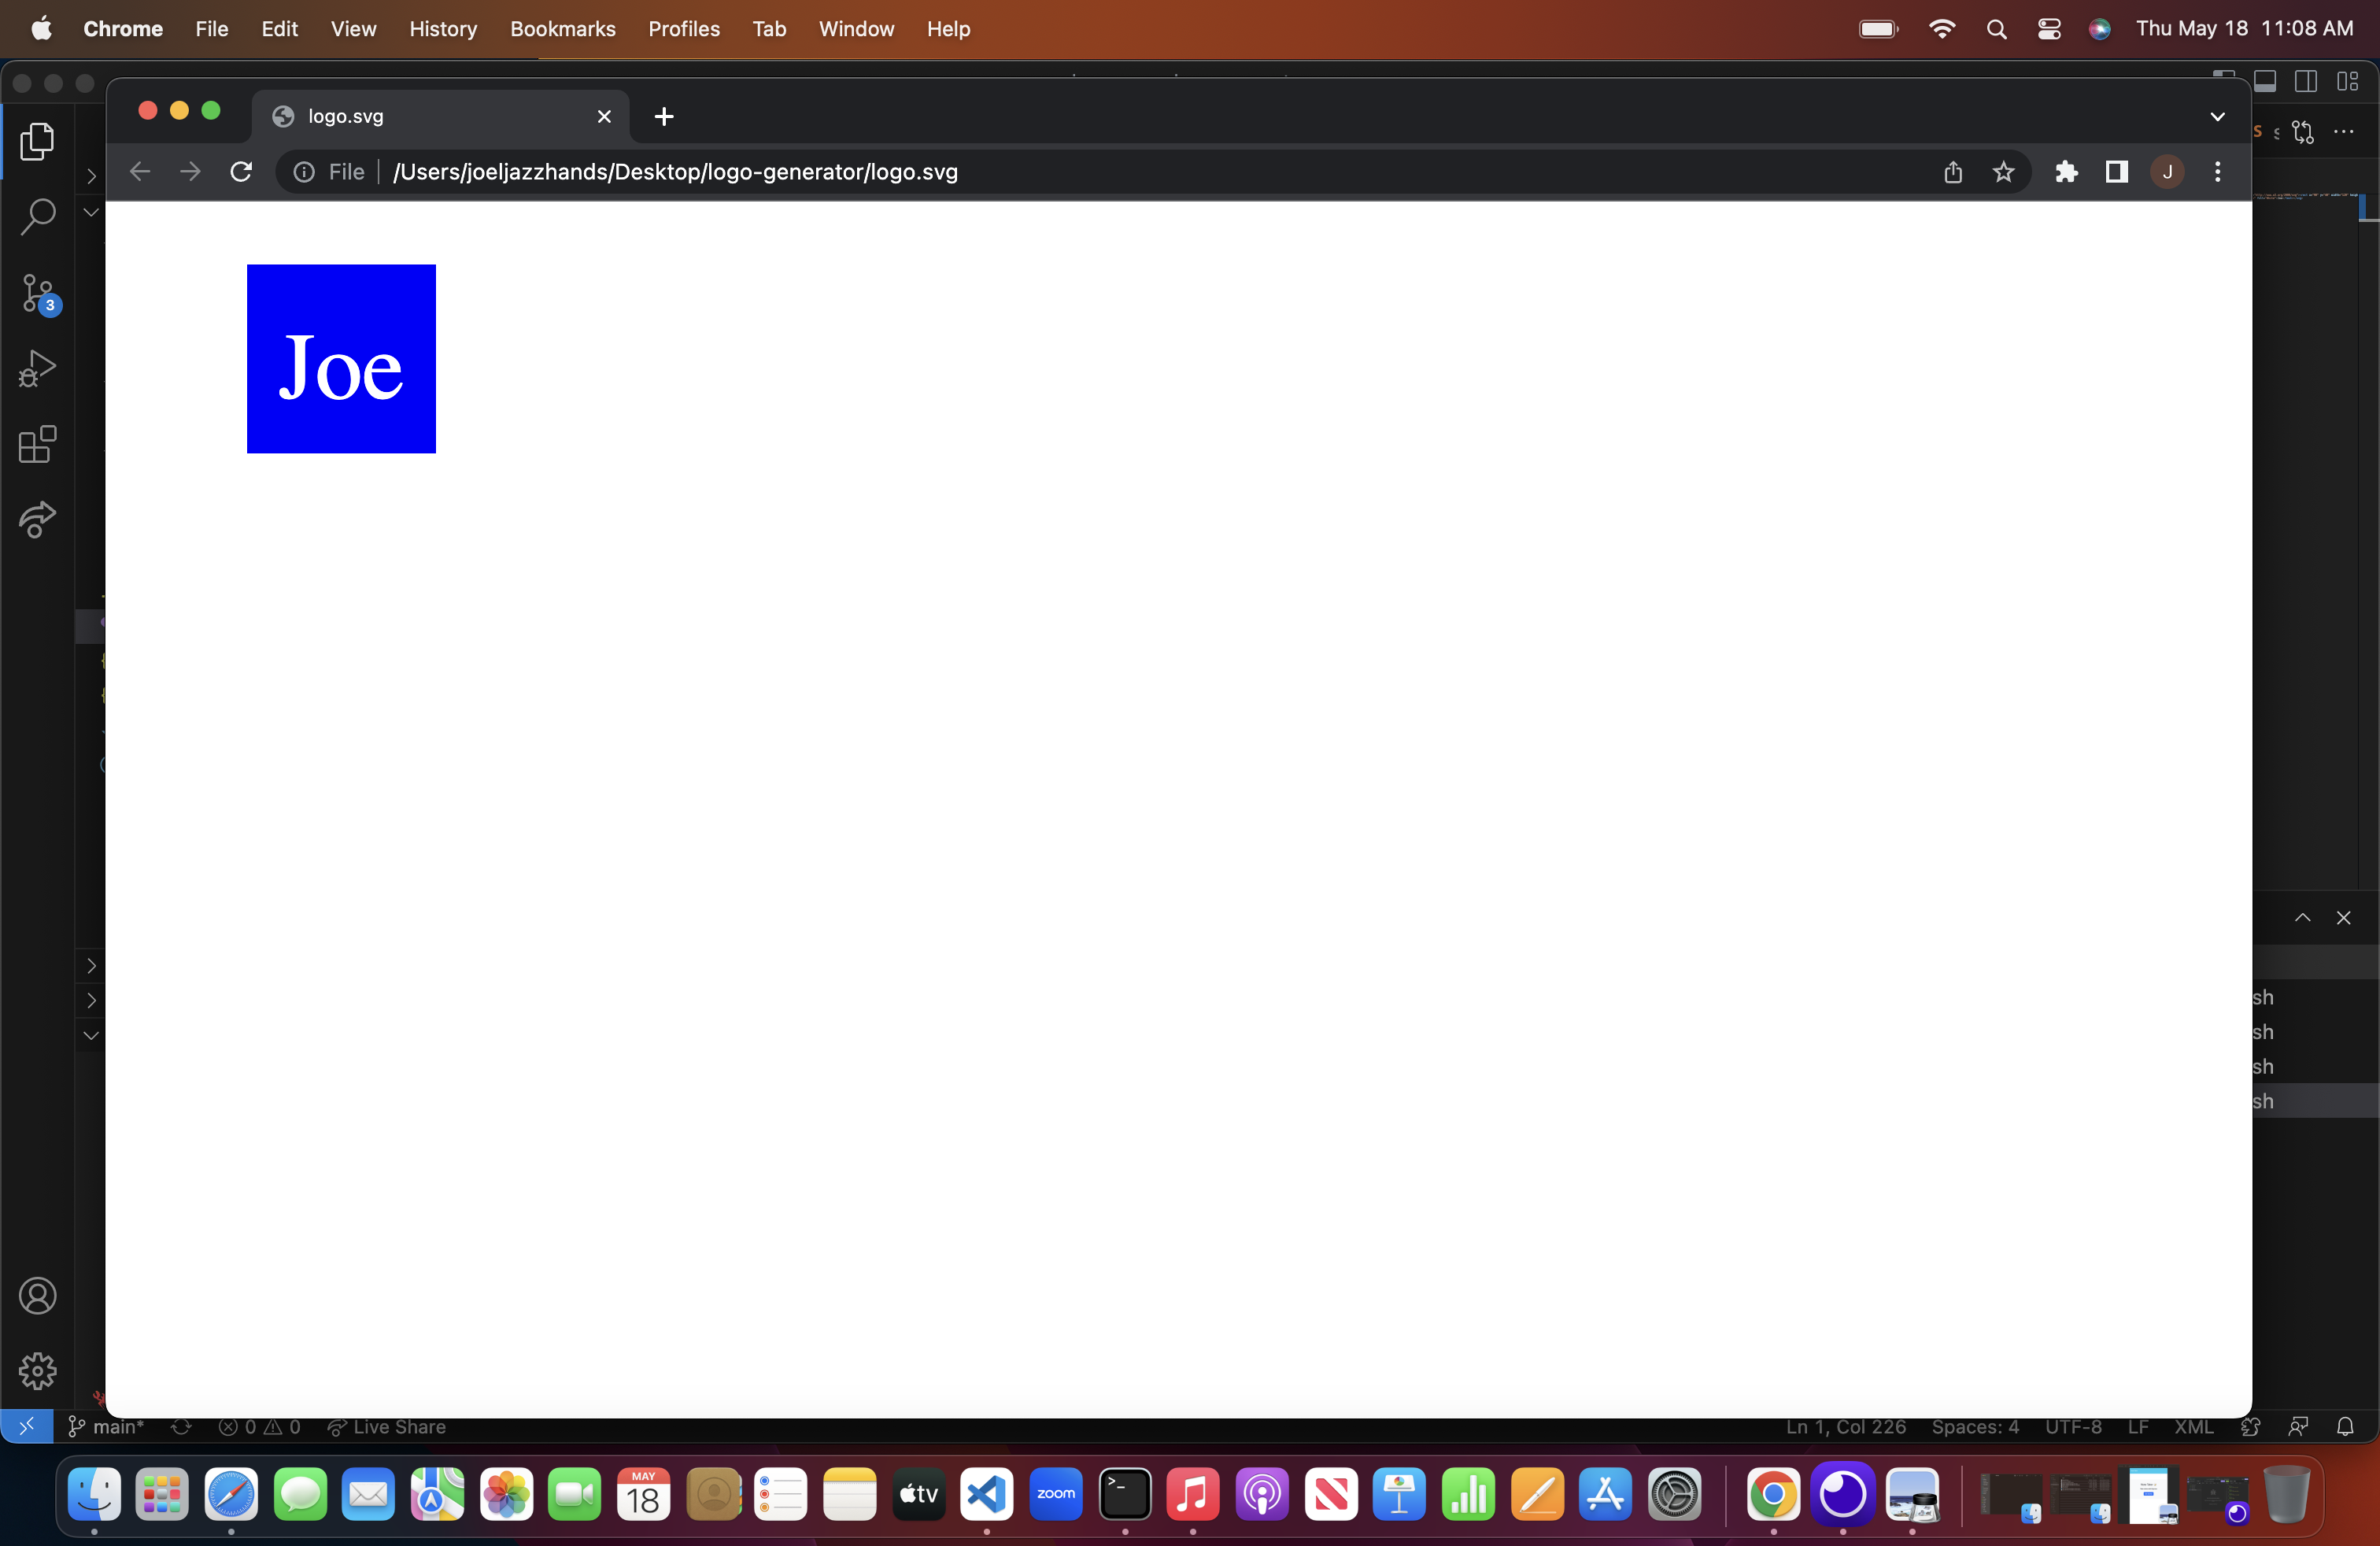 Chrome File Edit View History Bookmarks Profiles Tab Window Help Thu May 18 11:08 AM
logo.svg
File /Users/joeljazzhands/Desktop/logo-generator/logo.svg J
3
Joe
sh
sh
sh
sh
main* 0 0 Live Share Ln 1, Col 226 Spaces: 4 UTF-8 LF XML
MAY
18
tv
zoom